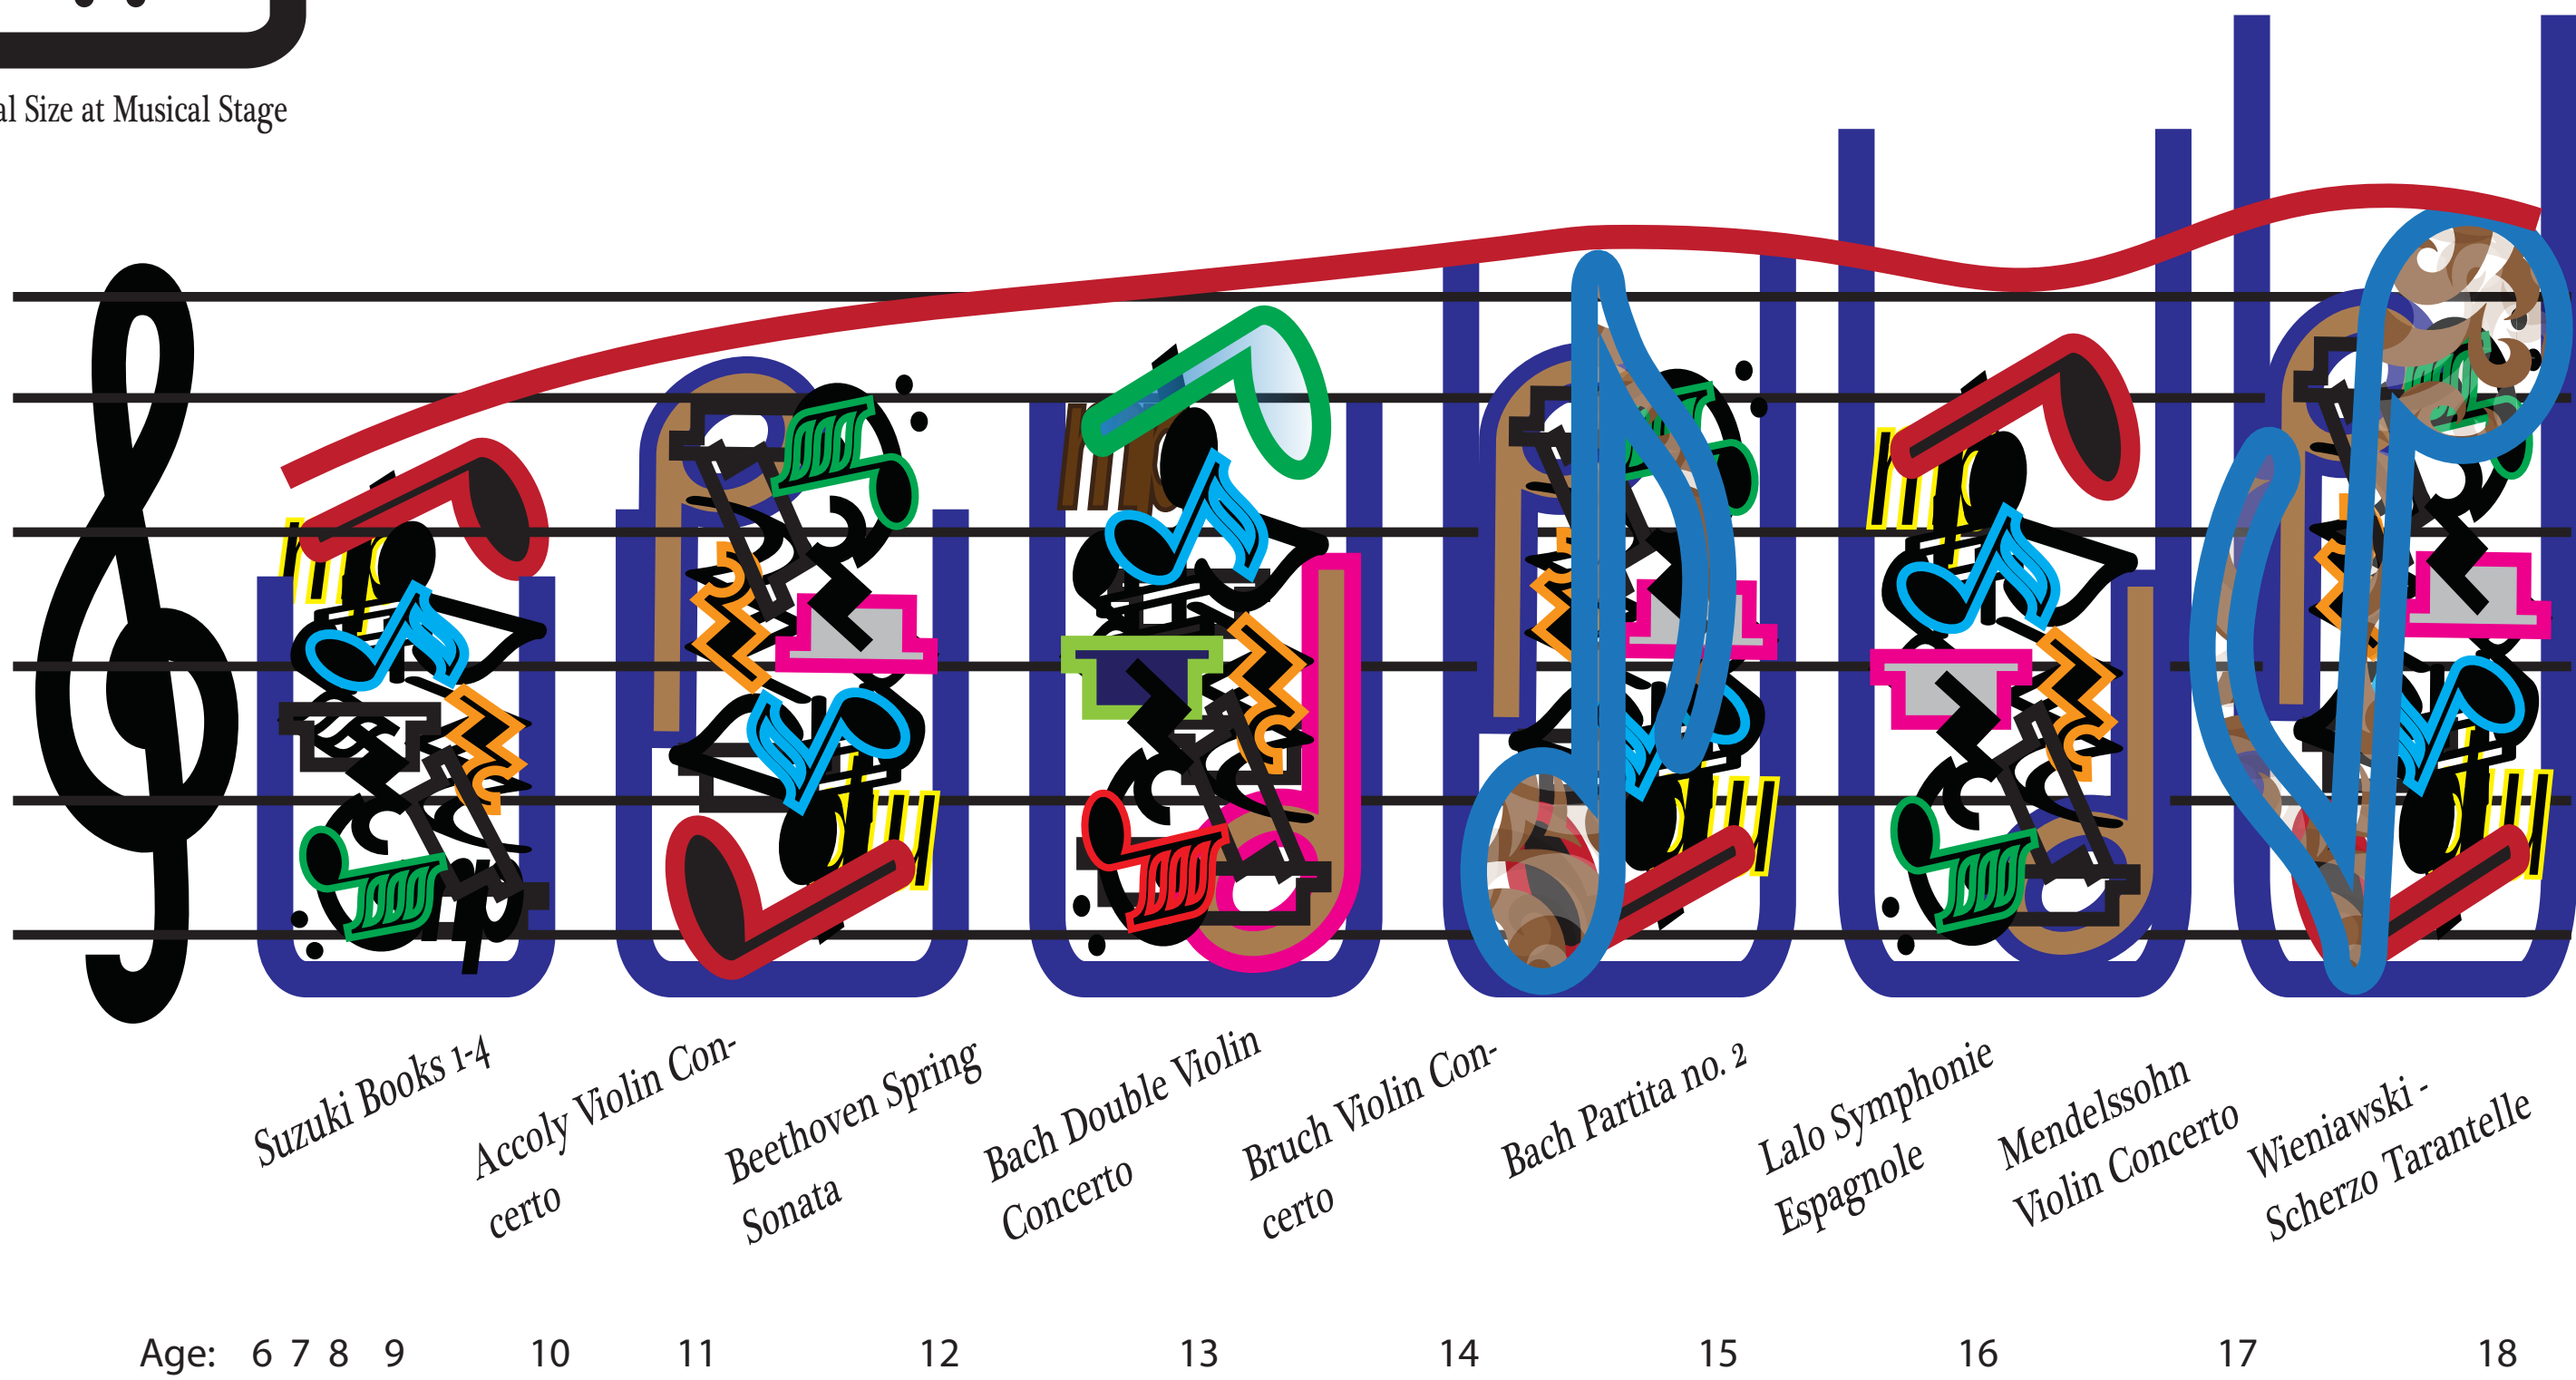 al Size at Musical Stage
Suzuki Books 1-4
Accoly Violin Con-
certo
Beethoven Spring
Sonata
Bach Double Violin
Concerto
Bruch Violin Con-
certo
Bach Partita no. 2
Lalo Symphonie
Espagnole
Mendelssohn
Violin Concerto
Wieniawski -
Scherzo Tarantelle
Age: 6 7 8 9 10 11 12 13 14 15 16 17 18